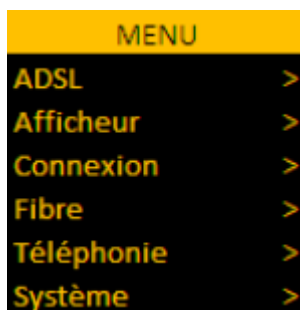 MENU
ADSL >
Afficheur >
Connexion >
Fibre >
Téléphonie >
Système >